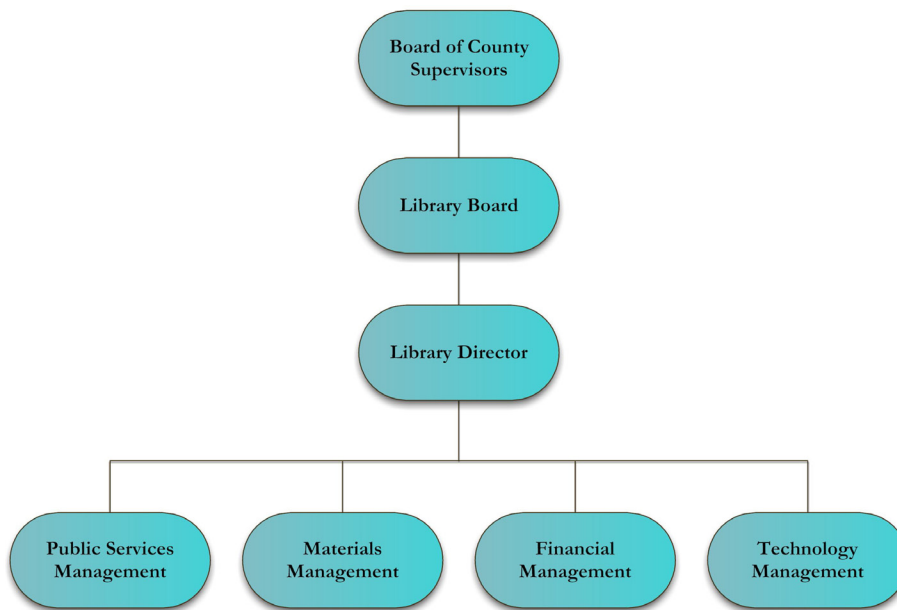 Board of County
Supervisors
Library Board
Library Director
Public Services
Management
Materials
Management
Financial
Management
Technology
Management